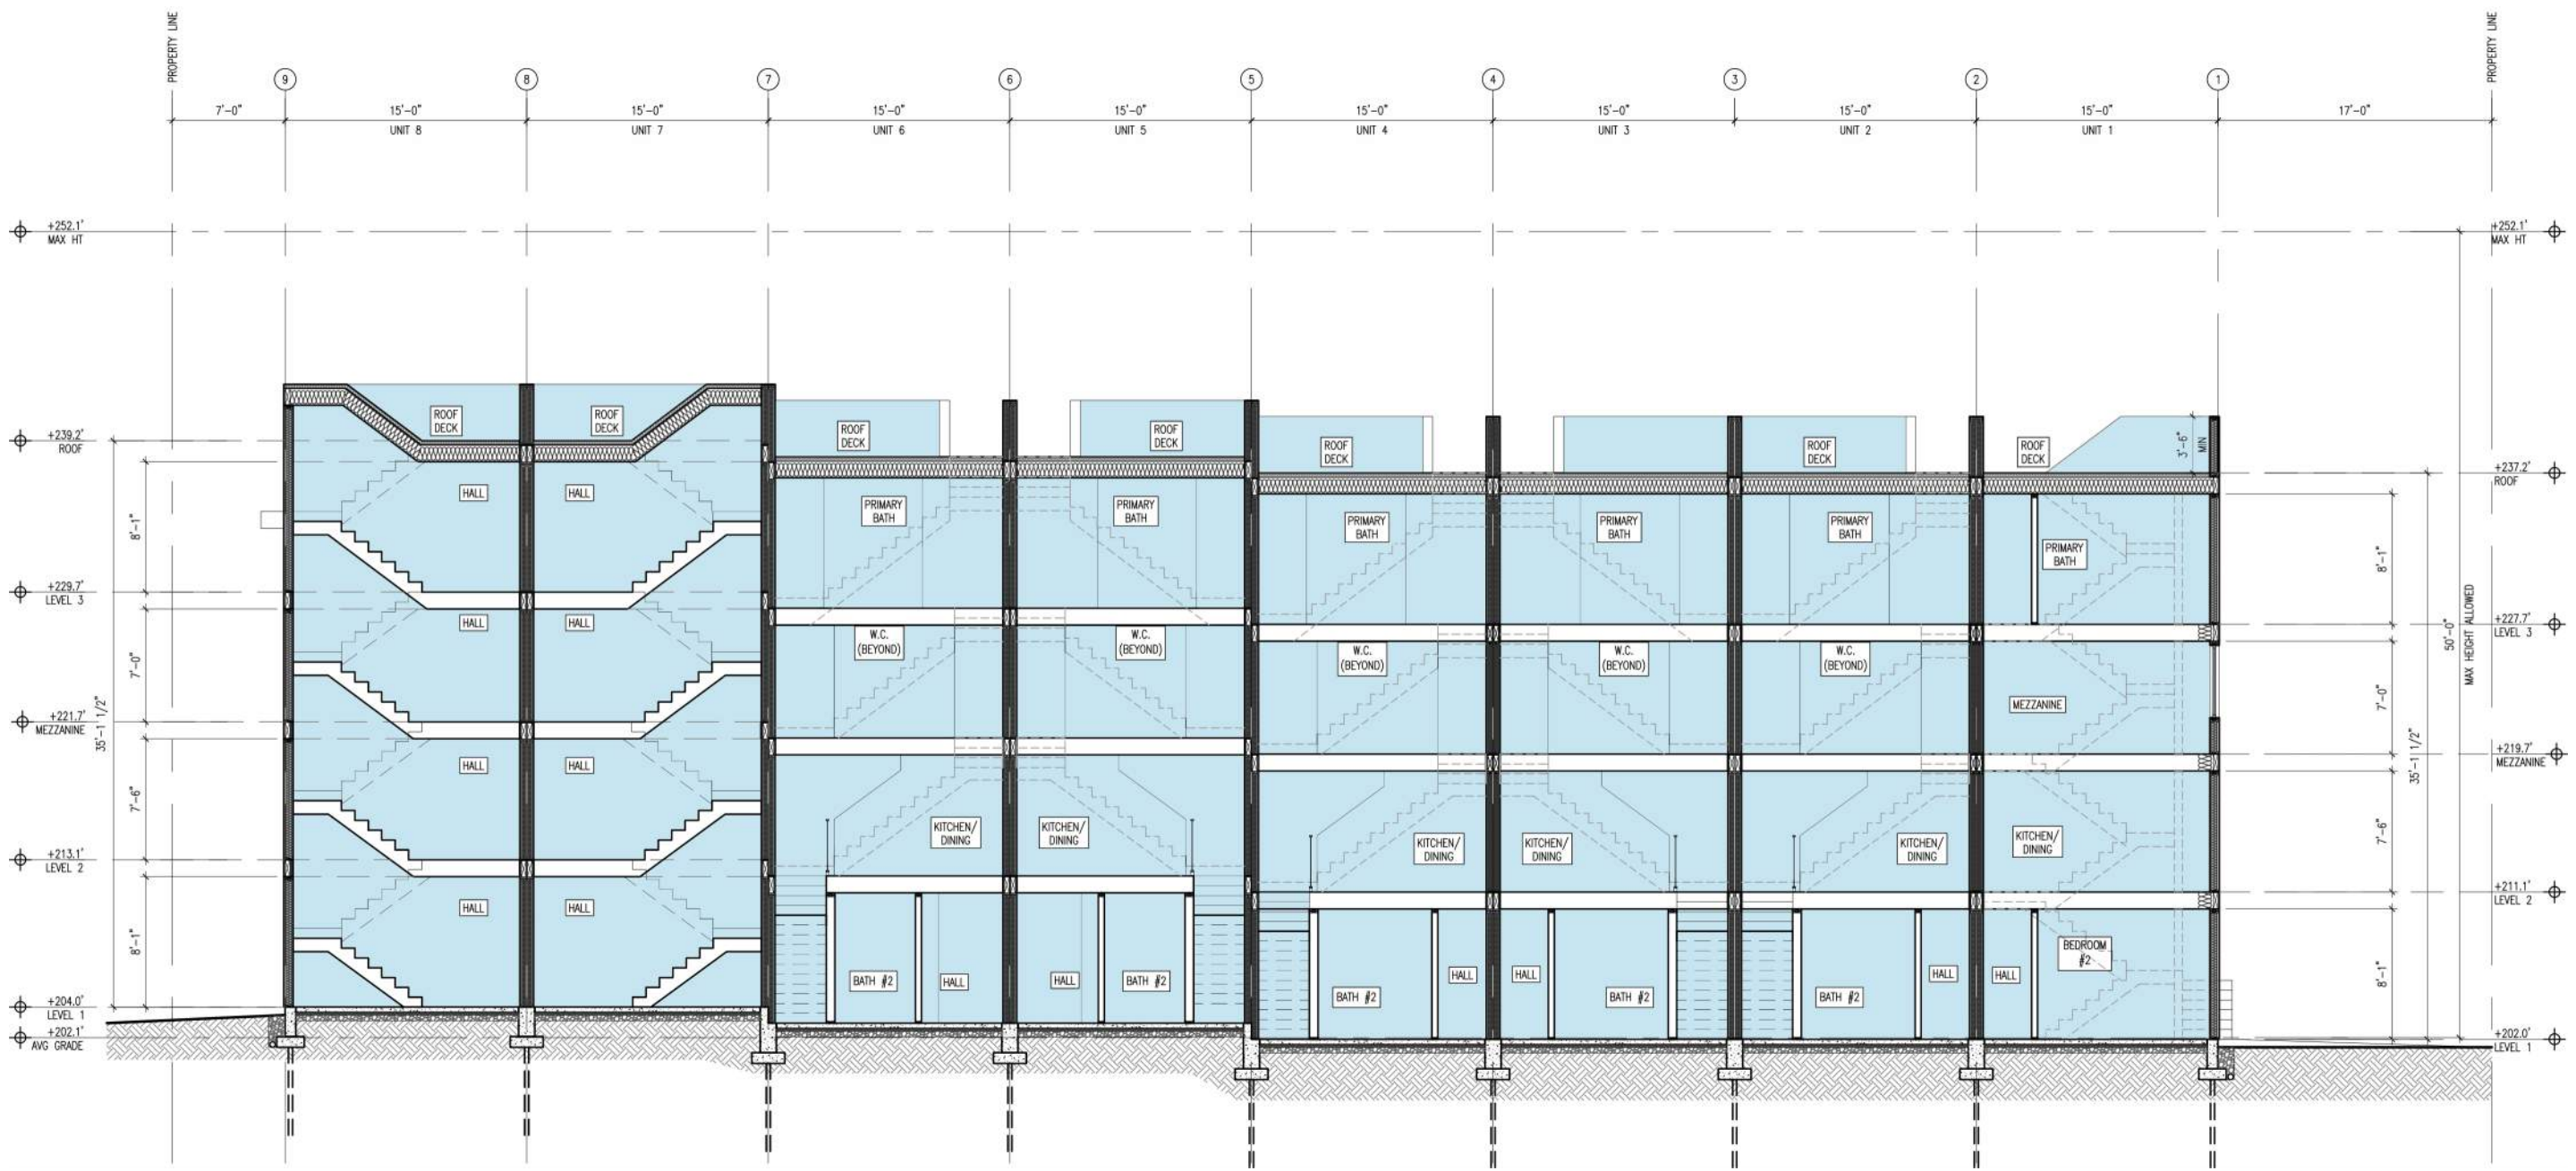 PROPERTY LINE
PROPERTY LINE
9
8
7
6
5
4
3
2
1
7'-0"
15'-0"
15'-0"
15'-0"
15'-0"
15'-0"
15'-0"
15'-0"
15'-0"
17'-0"
UNIT 8
UNIT 7
UNIT 6
UNIT 5
UNIT 4
UNIT 3
UNIT 2
UNIT 1
+252.1'
MAX HT
+252.1'
MAX HT
+239.2'
ROOF
+229.7'
LEVEL 3
+221.7'
MEZZANINE
+213.1'
LEVEL 2
+204.0'
LEVEL 1
+202.1'
AVG GRADE
35'-1 1/2"
8'-1"
7'-0"
7'-6"
8'-1"
ROOF
DECK
ROOF
DECK
HALL
HALL
HALL
HALL
HALL
HALL
HALL
HALL
ROOF
DECK
ROOF
DECK
PRIMARY
BATH
PRIMARY
BATH
W.C.
(BEYOND)
W.C.
(BEYOND)
KITCHEN/
DINING
KITCHEN/
DINING
BATH #2
HALL
HALL
BATH #2
ROOF
DECK
ROOF
DECK
ROOF
DECK
3'-6"
MIN
PRIMARY
BATH
PRIMARY
BATH
PRIMARY
BATH
PRIMARY
BATH
W.C.
(BEYOND)
W.C.
(BEYOND)
W.C.
(BEYOND)
MEZZANINE
KITCHEN/
DINING
KITCHEN/
DINING
KITCHEN/
DINING
KITCHEN/
DINING
BATH #2
HALL
HALL
BATH #2
BATH #2
HALL
HALL
BEDROOM
#2
8'-1"
7'-0"
7'-6"
8'-1"
35'-1 1/2"
50'-0"
MAX HEIGHT ALLOWED
+237.2'
ROOF
+227.7'
LEVEL 3
+219.7'
MEZZANINE
+211.1'
LEVEL 2
+202.0'
LEVEL 1